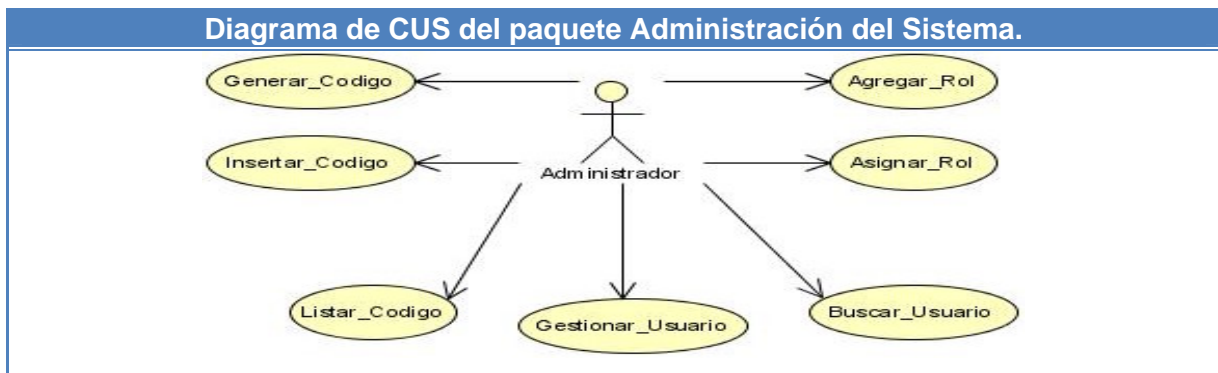 Diagrama de CUS del paquete Administración del Sistema.
Generar_Codigo
Agregar_Rol
Insertar_Codigo
Administrador
Asignar_Rol
Listar_Codigo
Gestionar_Usuario
Buscar_Usuario